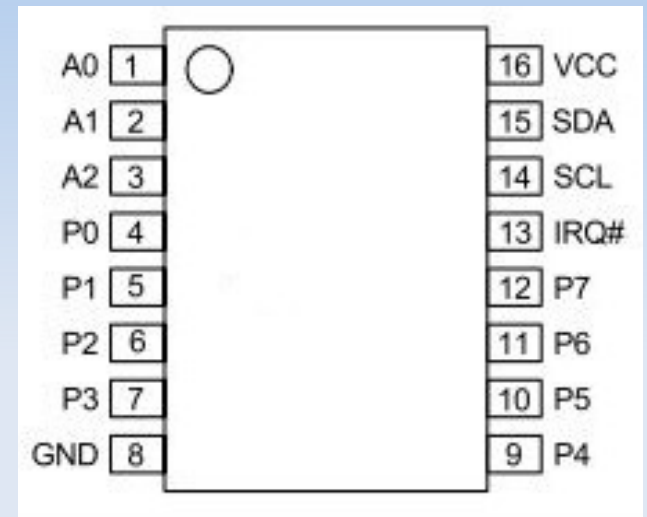 A0 1 16 VCC
A1 2 15 SDA
A2 3 14 SCL
P0 4 13 IRQ#
P1 5 12 P7
P2 6 11 P6
P3 7 10 P5
GND 8 9 P4